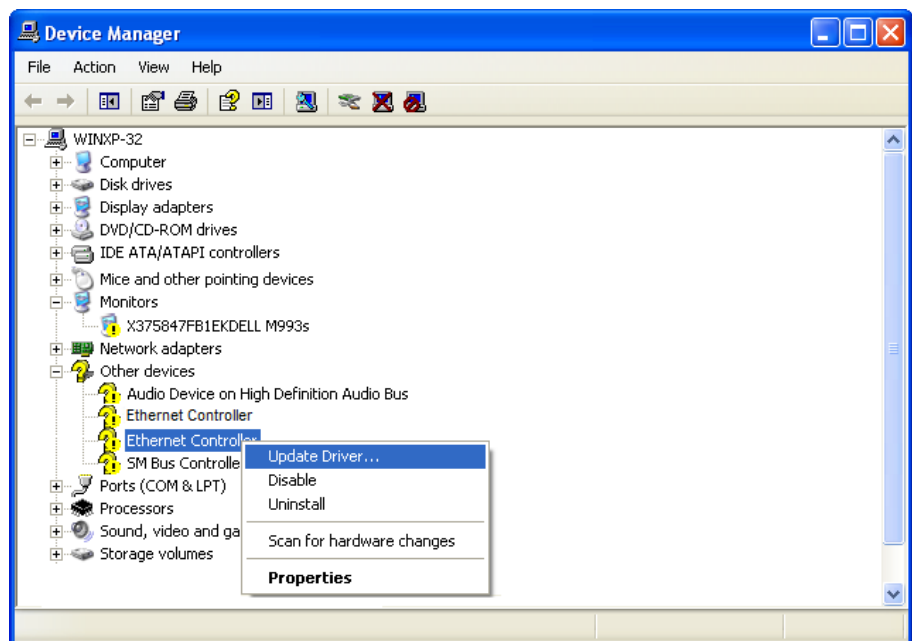 Device Manager
File Action View Help
WINXP-32
Computer
Disk drives
Display adapters
DVD/CD-ROM drives
IDE ATA/ATAPI controllers
Mice and other pointing devices
Monitors
X375847FB1EKDELL M993s
Network adapters
Other devices
Audio Device on High Definition Audio Bus
Ethernet Controller
Ethernet Controller
SM Bus Controlle
Ports (COM & LPT)
Processors
Sound, video and ga
Storage volumes
Update Driver...
Disable
Uninstall
Scan for hardware changes
Properties